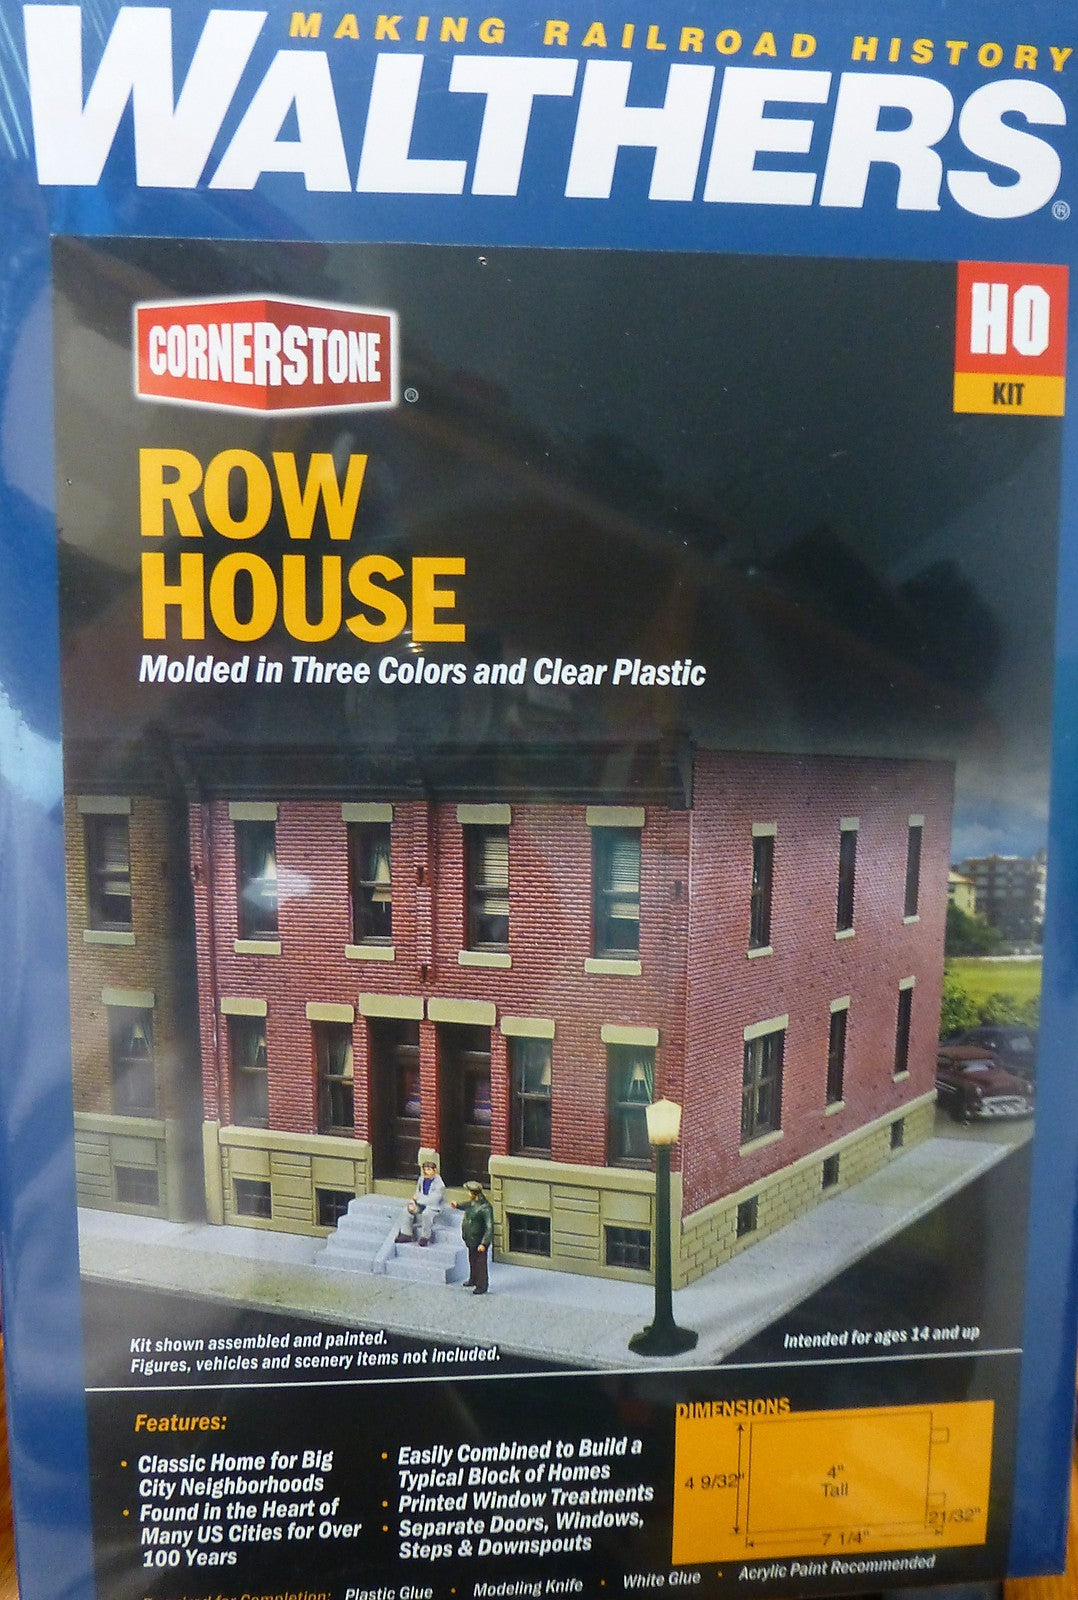 MAKING RAILROAD HISTORY
WALTHERS®
HO
KIT
CORNERSTONE®
ROW
HOUSE
Molded in Three Colors and Clear Plastic
Kit shown assembled and painted.
Figures, vehicles and scenery items not included.
Intended for ages 14 and up
Features:
• Classic Home for Big
City Neighborhoods
• Found in the Heart of
Many US Cities for Over
100 Years
• Easily Combined to Build a
Typical Block of Homes
• Printed Window Treatments
• Separate Doors, Windows,
Steps & Downspouts
DIMENSIONS
4 9/32"
4"
Tall
21/32"
7 1/4"
Required for Completion: Plastic Glue • Modeling Knife • White Glue • Acrylic Paint Recommended